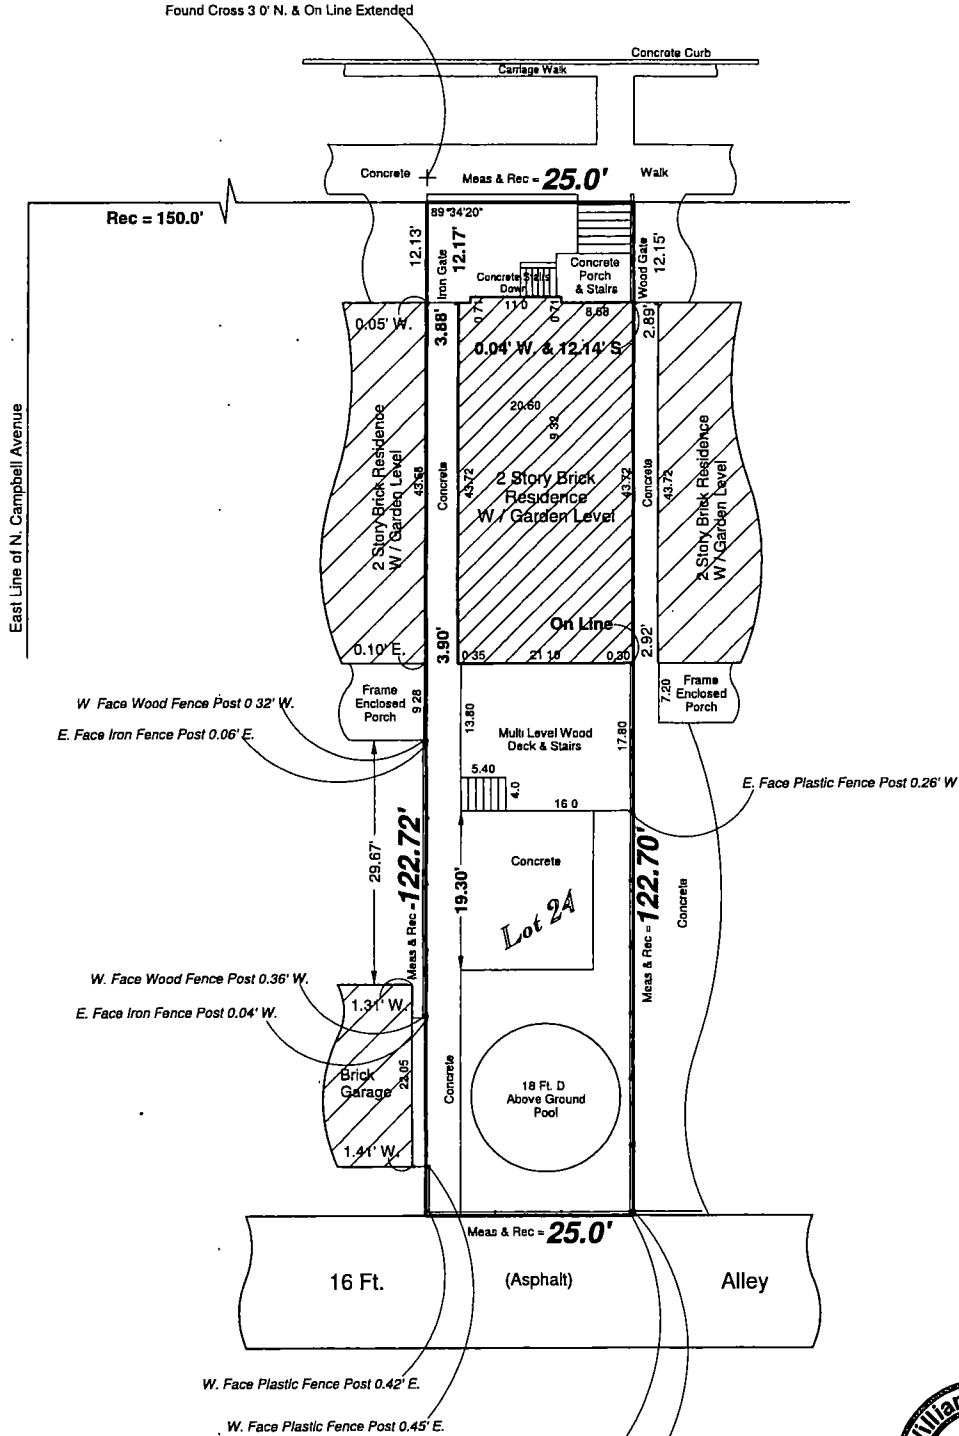 Found Cross 3 0' N. & On Line Extended
Concrete Curb
Carriage Walk
Concrete
Meas & Rec = 25.0'
Walk
Rec = 150.0'
89°34'20"
12.13'
Iron Gate
12.17'
Concrete Stairs
Down
Concrete
Porch
& Stairs
Wood Gate
12.15'
0.05' W.
3.88'
0 71
11 0
0 71
8.68
2.89'
0.04' W. & 12.14' S
20.60
9 32
East Line of N. Campbell Avenue
2 Story Brick Residence
W / Garden Level
Concrete
43.72
2 Story Brick
Residence
W / Garden Level
43.72
Concrete
43.72
2 Story Brick Residence
W / Garden Level
On Line
0.10' E.
3.90'
0 35
21 10
0.30
2.92'
Frame
Enclosed
Porch
9 28
7.20
Frame
Enclosed
Porch
W Face Wood Fence Post 0 32' W.
E. Face Iron Fence Post 0.06' E.
13.80
Multi Level Wood
Deck & Stairs
17.80
5.40
4.0
16 0
E. Face Plastic Fence Post 0.26' W
29.67'
Meas & Rec - 122.72'
19.30'
Concrete
Lot 24
Meas & Rec = 122.70'
Concrete
W. Face Wood Fence Post 0.36' W.
E. Face Iron Fence Post 0.04' W.
1.31' W.
Brick
Garage
1.41' W.
Concrete
18 Ft. D
Above Ground
Pool
Meas & Rec = 25.0'
16 Ft.
(Asphalt)
Alley
W. Face Plastic Fence Post 0.42' E.
W. Face Plastic Fence Post 0.45' E.